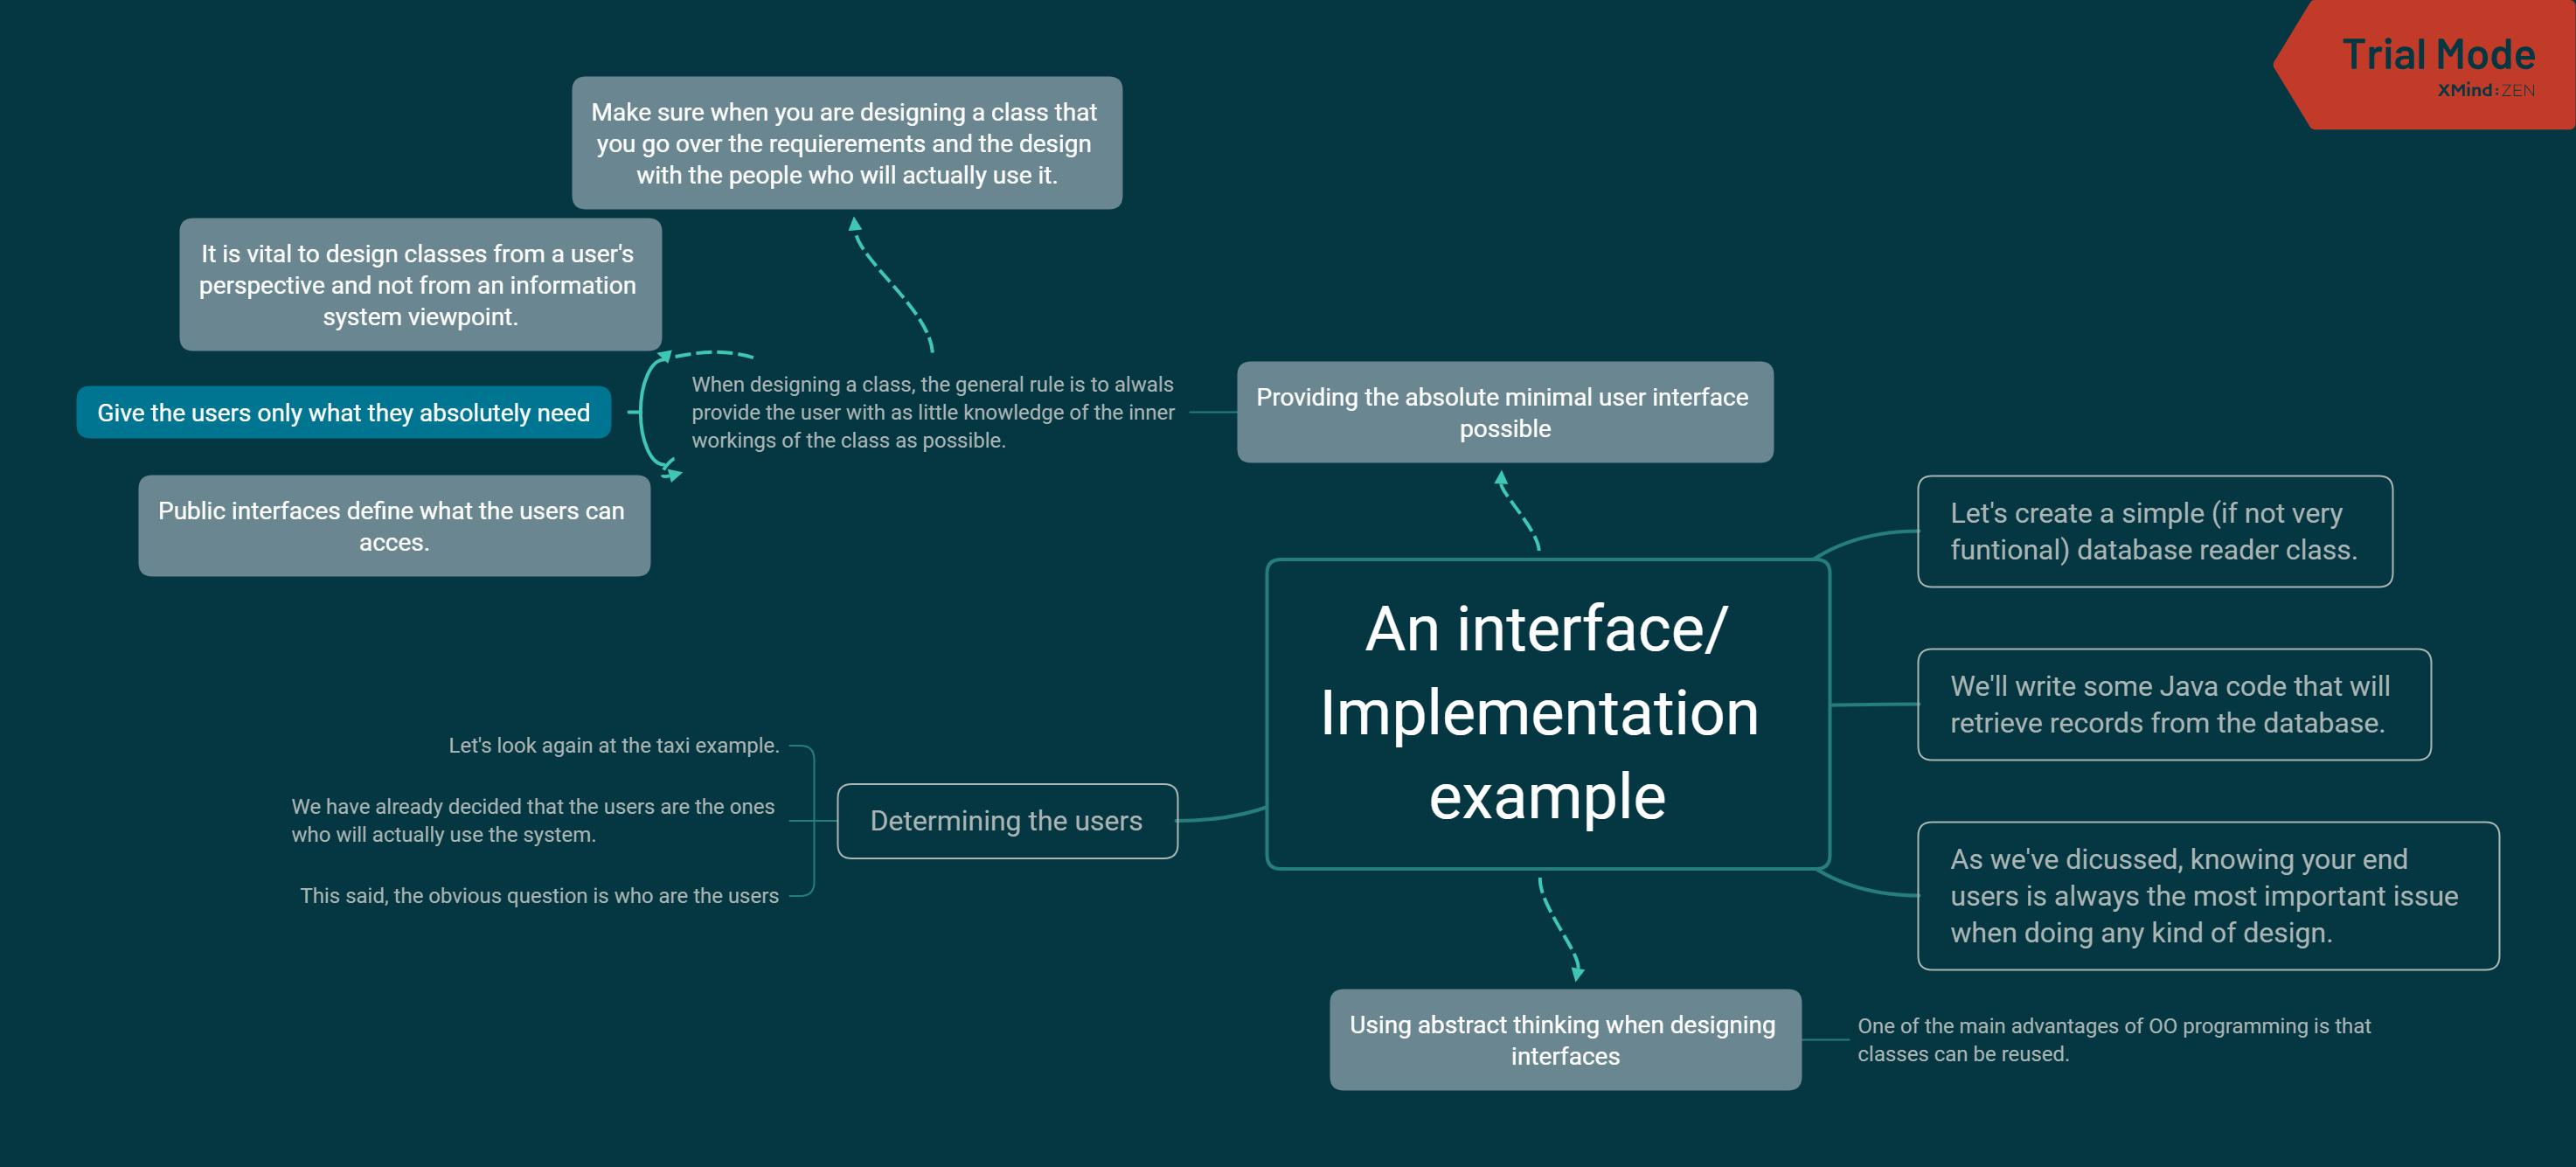 Trial Mode
XMind:ZEN
Make sure when you are designing a class that
you go over the requierements and the design
with the people who will actually use it.
It is vital to design classes from a user's
perspective and not from an information
system viewpoint.
Give the users only what they absolutely need
Public interfaces define what the users can
acces.
When designing a class, the general rule is to alwals
provide the user with as little knowledge of the inner
workings of the class as possible.
Providing the absolute minimal user interface
possible
An interface/
Implementation
example
Let's create a simple (if not very
funtional) database reader class.
We'll write some Java code that will
retrieve records from the database.
As we've dicussed, knowing your end
users is always the most important issue
when doing any kind of design.
Determining the users
Let's look again at the taxi example.
We have already decided that the users are the ones
who will actually use the system.
This said, the obvious question is who are the users
Using abstract thinking when designing
interfaces
One of the main advantages of OO programming is that
classes can be reused.